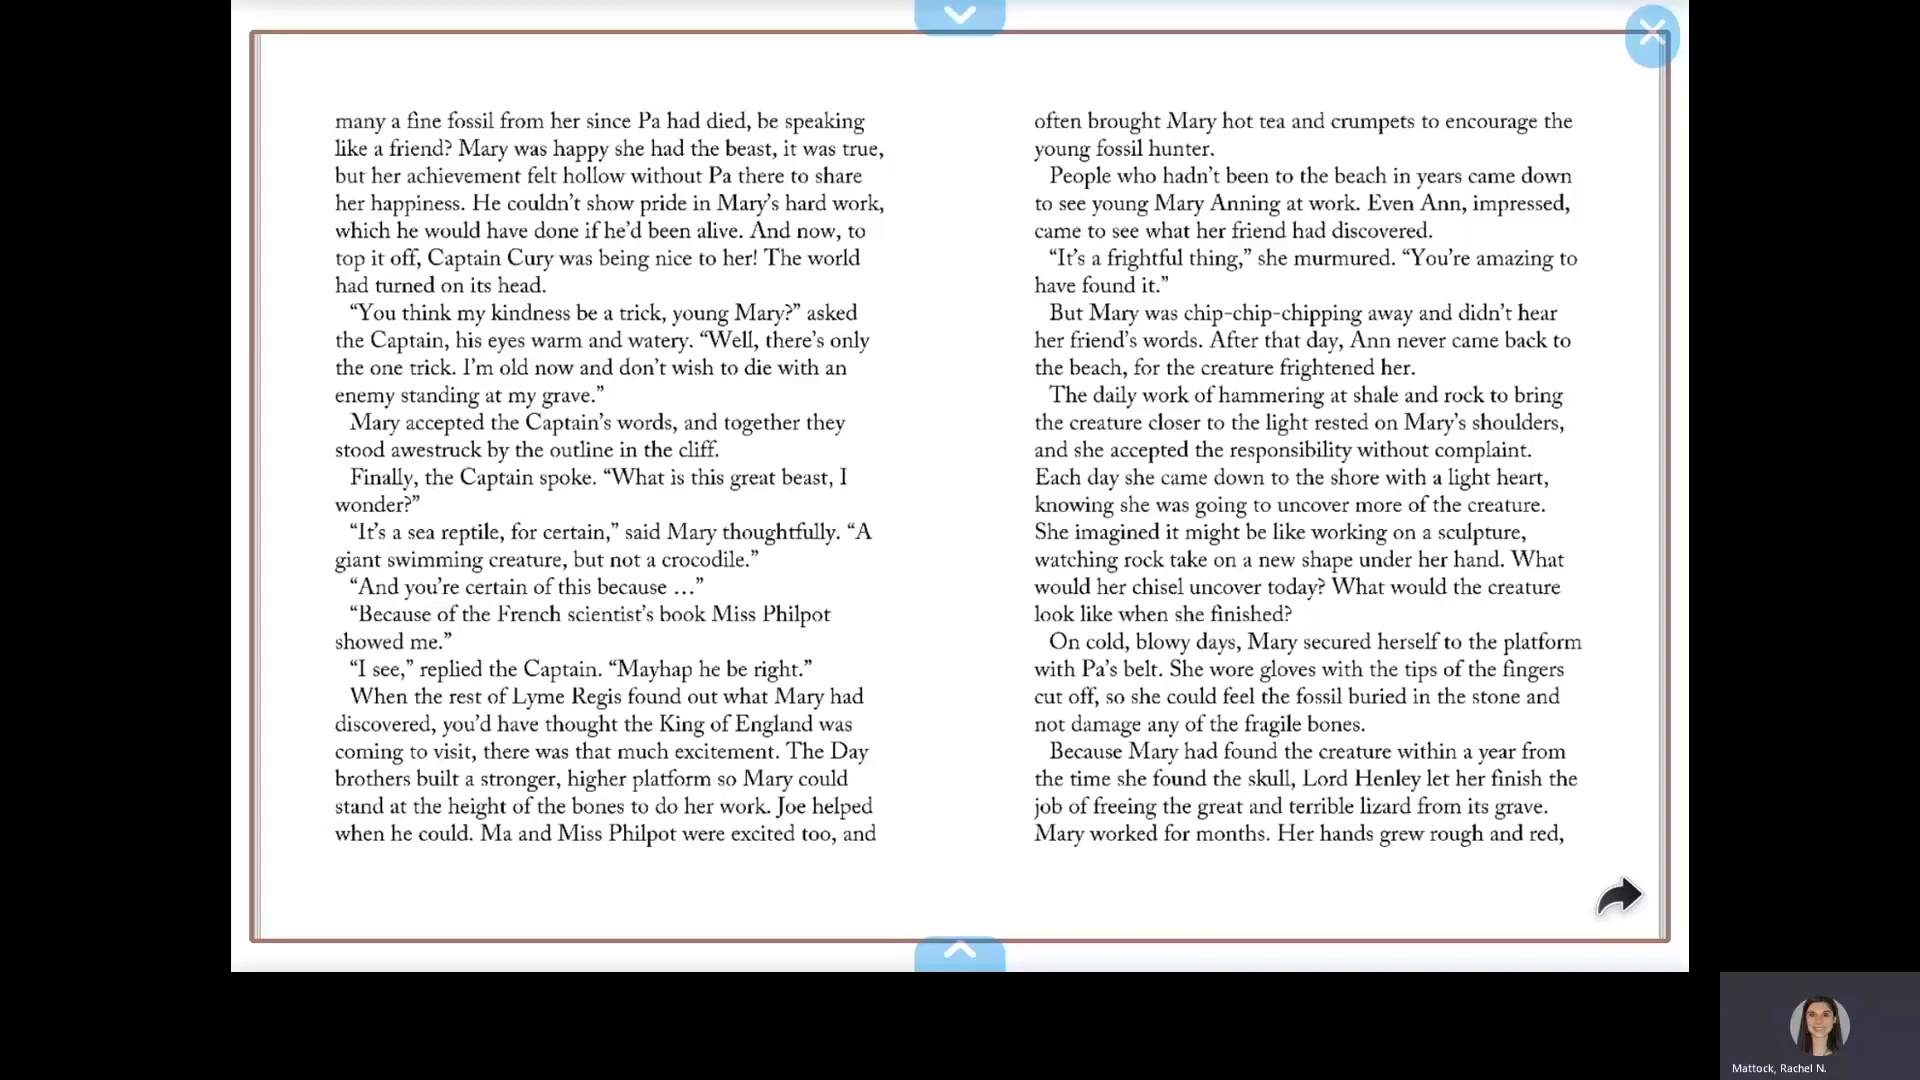 many a fine fossil from her since Pa had died, be speaking
like a friend? Mary was happy she had the beast, it was true,
but her achievement felt hollow without Pa there to share
her happiness. He couldn’t show pride in Mary’s hard work,
which he would have done if he’d been alive. And now, to
top it off, Captain Cury was being nice to her! The world
had turned on its head.
“You think my kindness be a trick, young Mary?” asked
the Captain, his eyes warm and watery. “Well, there’s only
the one trick. I’m old now and don’t wish to die with an
enemy standing at my grave.”
Mary accepted the Captain’s words, and together they
stood awestruck by the outline in the cliff.
Finally, the Captain spoke. “What is this great beast, I
wonder?”
“It’s a sea reptile, for certain,” said Mary thoughtfully. “A
giant swimming creature, but not a crocodile.”
“And you’re certain of this because …”
“Because of the French scientist’s book Miss Philpot
showed me.”
“I see,” replied the Captain. “Mayhap he be right.”
When the rest of Lyme Regis found out what Mary had
discovered, you’d have thought the King of England was
coming to visit, there was that much excitement. The Day
brothers built a stronger, higher platform so Mary could
stand at the height of the bones to do her work. Joe helped
when he could. Ma and Miss Philpot were excited too, and
often brought Mary hot tea and crumpets to encourage the
young fossil hunter.
People who hadn’t been to the beach in years came down
to see young Mary Anning at work. Even Ann, impressed,
came to see what her friend had discovered.
“It’s a frightful thing,” she murmured. “You’re amazing to
have found it.”
But Mary was chip-chip-chipping away and didn’t hear
her friend’s words. After that day, Ann never came back to
the beach, for the creature frightened her.
The daily work of hammering at shale and rock to bring
the creature closer to the light rested on Mary’s shoulders,
and she accepted the responsibility without complaint.
Each day she came down to the shore with a light heart,
knowing she was going to uncover more of the creature.
She imagined it might be like working on a sculpture,
watching rock take on a new shape under her hand. What
would her chisel uncover today? What would the creature
look like when she finished?
On cold, blowy days, Mary secured herself to the platform
with Pa’s belt. She wore gloves with the tips of the fingers
cut off, so she could feel the fossil buried in the stone and
not damage any of the fragile bones.
Because Mary had found the creature within a year from
the time she found the skull, Lord Henley let her finish the
job of freeing the great and terrible lizard from its grave.
Mary worked for months. Her hands grew rough and red,
Mattock, Rachel N.